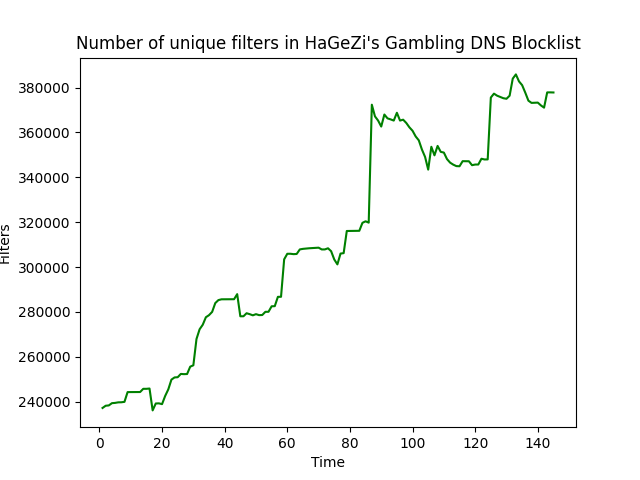 Number of unique filters in HaGeZi's Gambling DNS Blocklist
380000
360000
340000
320000
300000
280000
260000
240000
Filters
0 20 40 60 80 100 120 140
Time